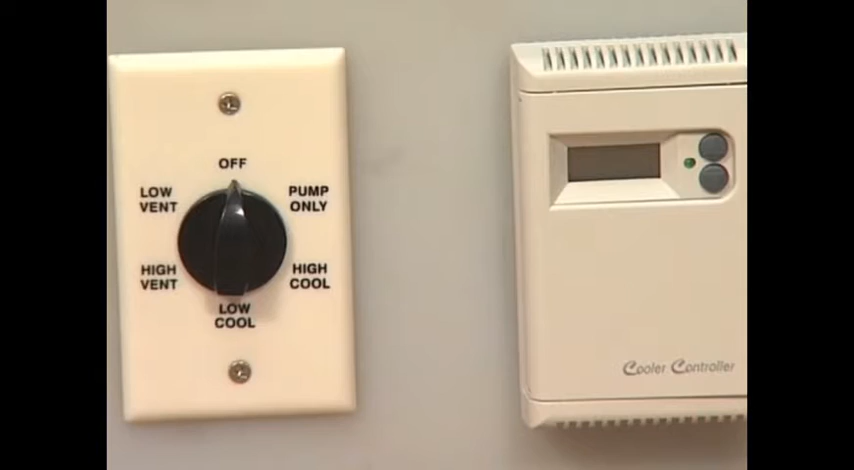 OFF
LOW
VENT
PUMP
ONLY
HIGH
VENT
HIGH
COOL
LOW
COOL
Cooler Controller